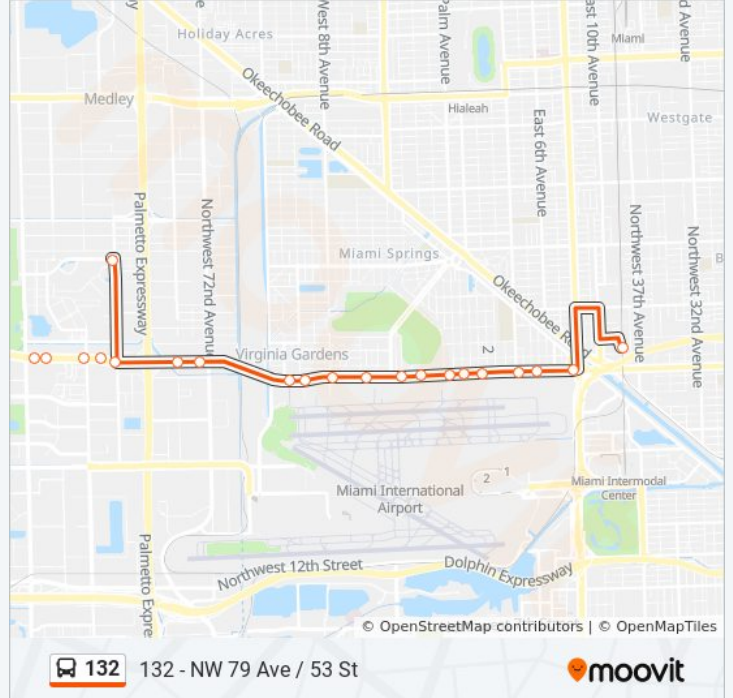 Holiday Acres
West 8th Avenue
Palm Avenue
East 10th Avenue
Miami
d Avenue
Okeechobee Road
Medley
Hialeah
Westgate
East 6th Avenue
Palmetto Expressway
Northwest 72nd Avenue
Northwest 37th Avenue
Northwest 32nd Avenue
Miami Springs
B
Okeechobee Road
Virginia Gardens
2
Miami International
Airport
2
1
Miami Intermodal
Center
Palmetto Expre
Northwest 12th Street
Dolphin Expressway
© OpenStreetMap contributors | © OpenMapTiles
132
132 - NW 79 Ave / 53 St
moovit